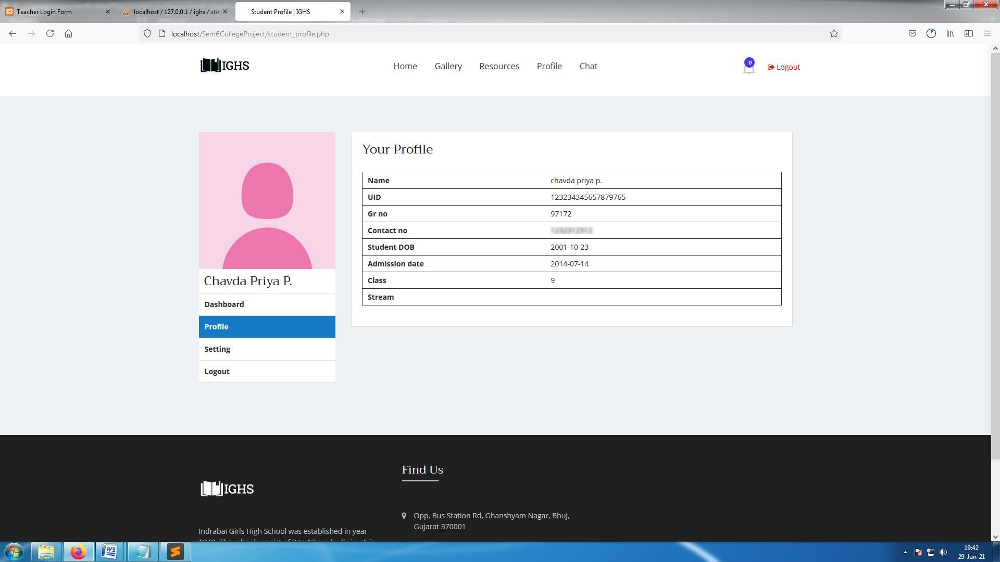 Teacher Login Form
localhost / 127.0.0.1 / ighs / stu
Student Profile | IGHS
localhost/Sem6CollegeProject/student_profile.php
IGHS
Home Gallery Resources Profile Chat
0
Logout
Your Profile
Name chavda priya p.
UID 123234345657879765
Gr no 97172
Contact no
Student DOB 2001-10-23
Admission date 2014-07-14
Class 9
Stream
Chavda Priya P.
Dashboard
Profile
Setting
Logout
IGHS
Find Us
Opp, Bus Station Rd, Ghanshyam Nagar, Bhuj,
Gujarat 370001
Indrabai Girls High School was established in year
19:42
29-Jun-21